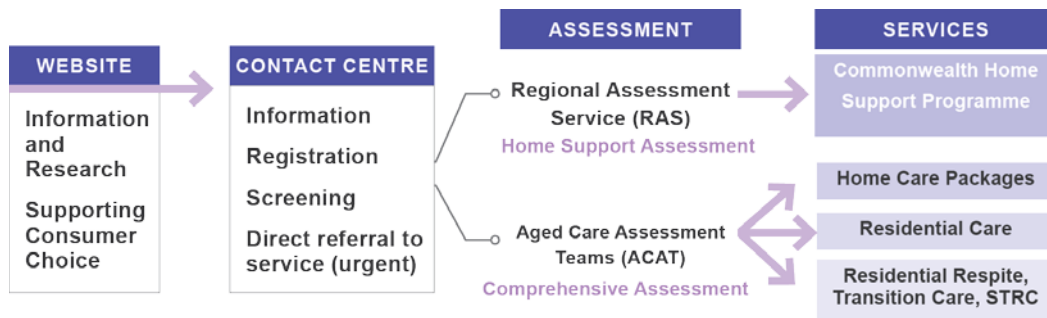 WEBSITE
Information
and
Research
Supporting
Consumer
Choice
CONTACT CENTRE
Information
Registration
Screening
Direct referral to
service (urgent)
ASSESSMENT
Regional Assessment
Service (RAS)
Home Support Assessment
Aged Care Assessment
Teams (ACAT)
Comprehensive Assessment
SERVICES
Commonwealth Home
Support Programme
Home Care Packages
Residential Care
Residential Respite,
Transition Care, STRC